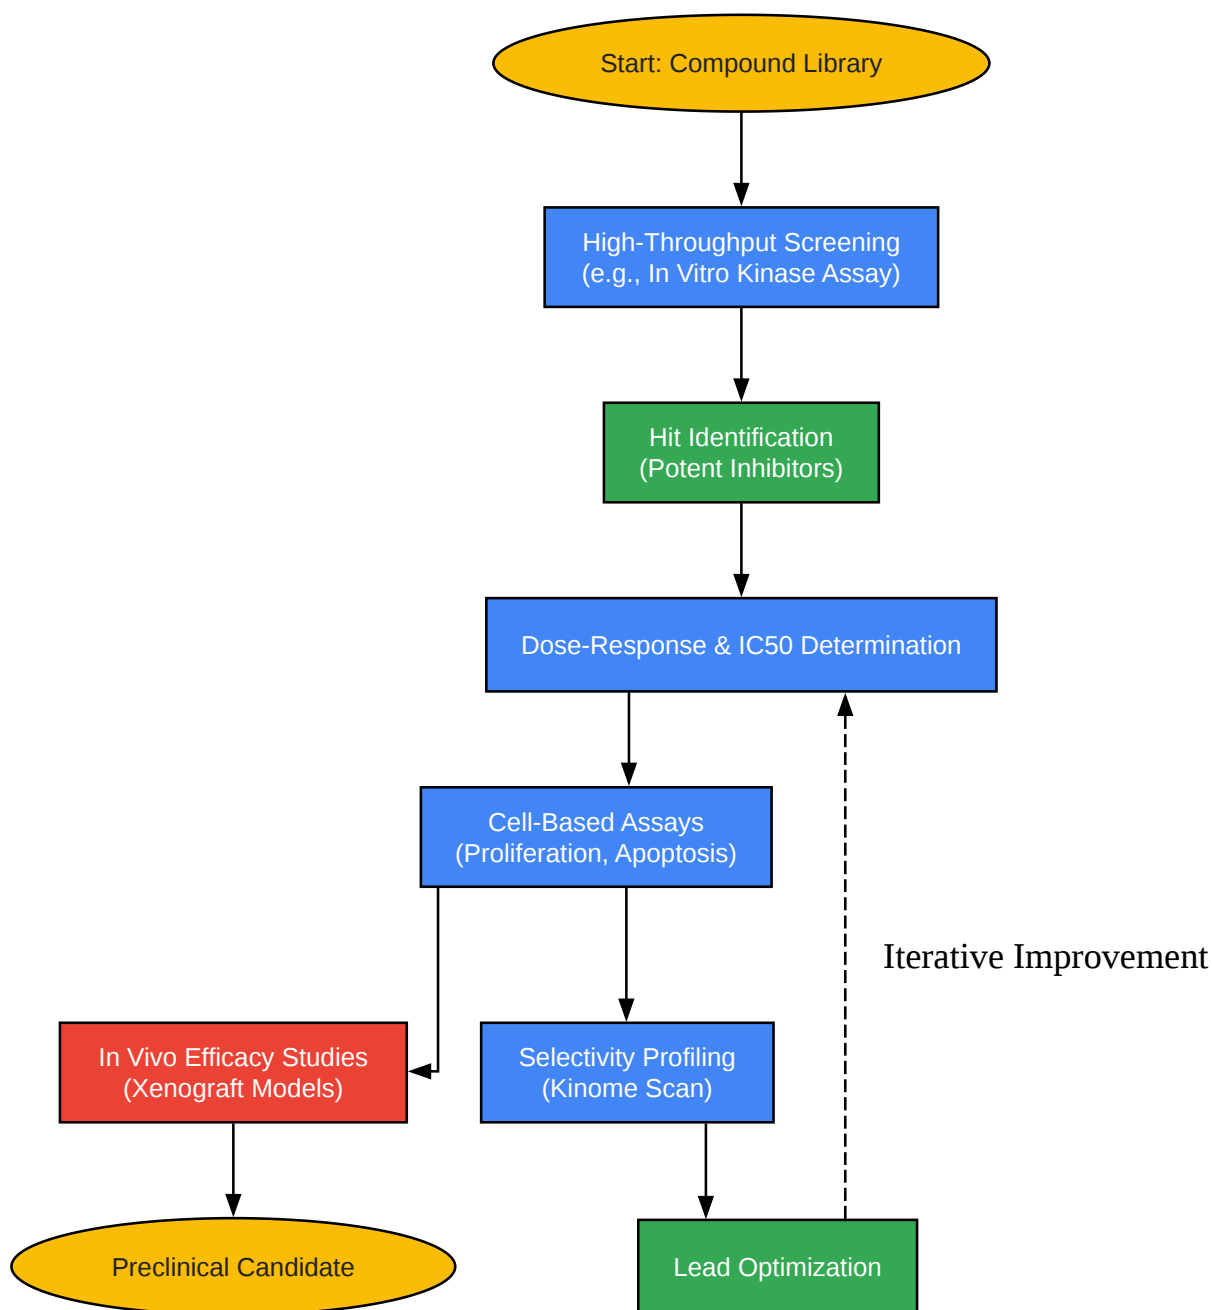 Start: Compound Library
High-Throughput Screening
(e.g., In Vitro Kinase Assay)
Hit Identification
(Potent Inhibitors)
Dose-Response & IC50 Determination
Cell-Based Assays
(Proliferation, Apoptosis)
Iterative Improvement
In Vivo Efficacy Studies
(Xenograft Models)
Selectivity Profiling
(Kinome Scan)
Preclinical Candidate
Lead Optimization